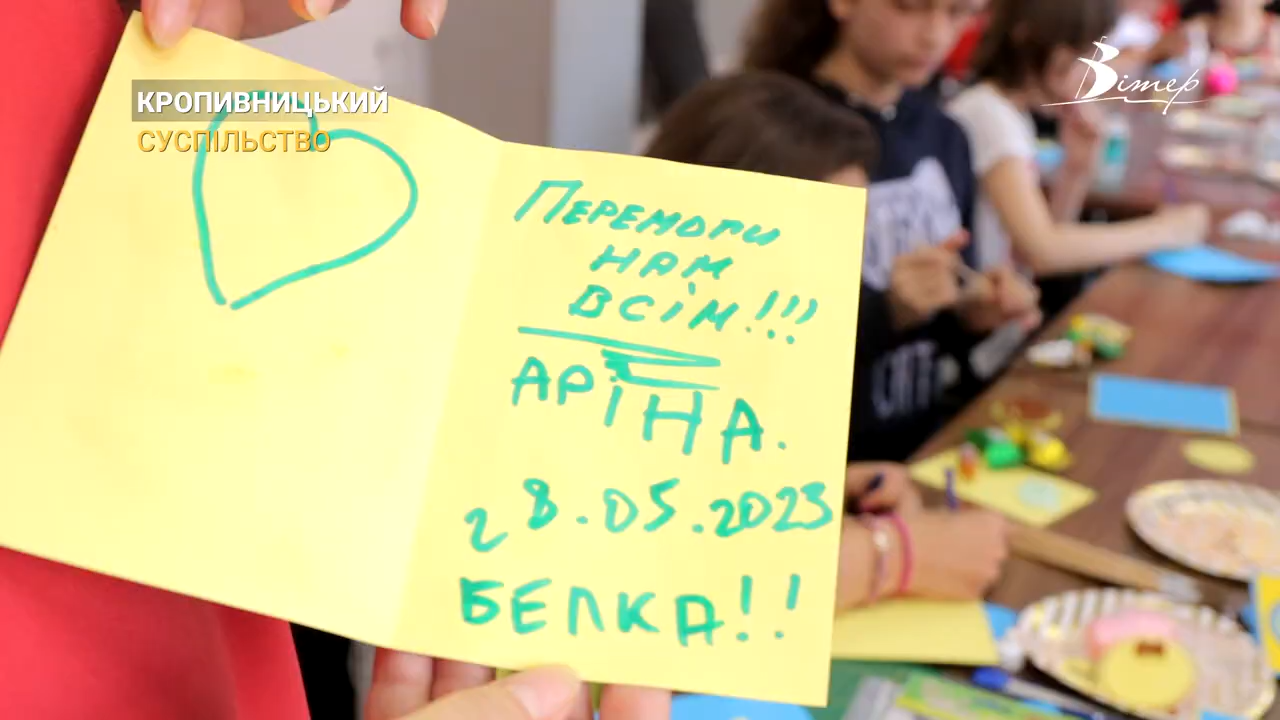 КРОПИВНИЦЬКИЙ
СУСПІЛЬСТВО
Вітер
ПЕРЕМОГИ
НАМ
ВСІМ!!!
АРІНА.
28.05.2023
БЕЛКА!!